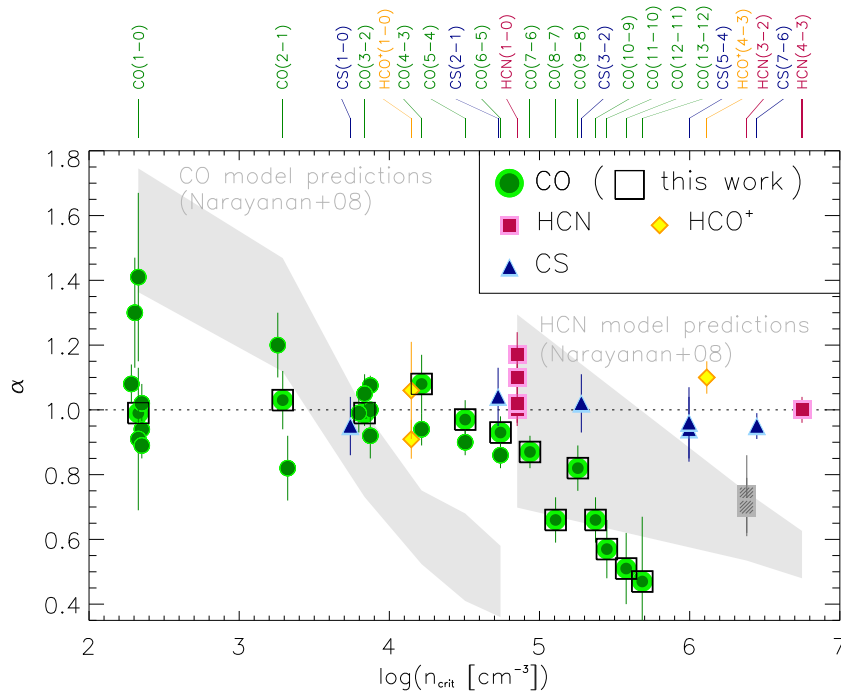 CO(1-0)
CO(2-1)
CS(1-0)
CO(3-2)
HCO⁺(1-0)
CO(4-3)
CO(5-4)
CS(2-1)
CO(6-5)
HCN(1-0)
CO(7-6)
CO(8-7)
CO(9-8)
CS(3-2)
CO(10-9)
CO(11-10)
CO(12-11)
CO(13-12)
CS(5-4)
HCO⁺(4-3)
HCN(3-2)
CS(7-6)
HCN(4-3)
1.8
1.6
1.4
1.2
1.0
0.8
0.6
0.4
α
CO model predictions
(Narayanan+08)
CO ( this work )
HCN HCO⁺
CS
HCN model predictions
(Narayanan+08)
2 3 4 5 6 7
log(n_crit [cm⁻³])